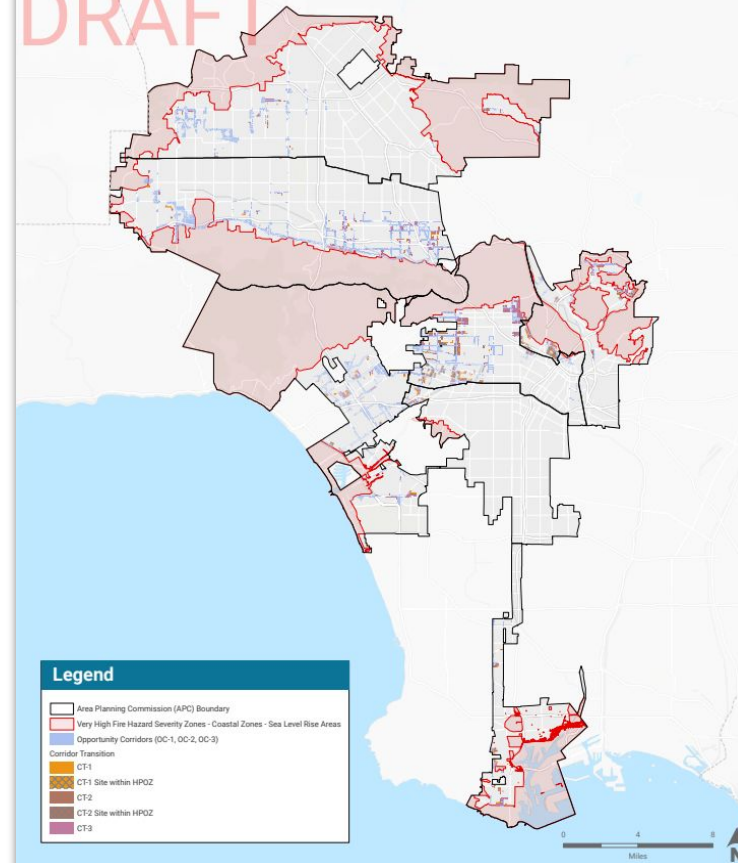 DRAFT
Legend
Area Planning Commission (APC) Boundary
Very High Fire Hazard Severity Zones - Coastal Zones - Sea Level Rise Areas
Opportunity Corridors (OC-1, OC-2, OC-3)
Corridor Transition
CT-1
CT-1 Site within HPOZ
CT-2
CT-2 Site within HPOZ
CT-3
0 4 8
Miles
N